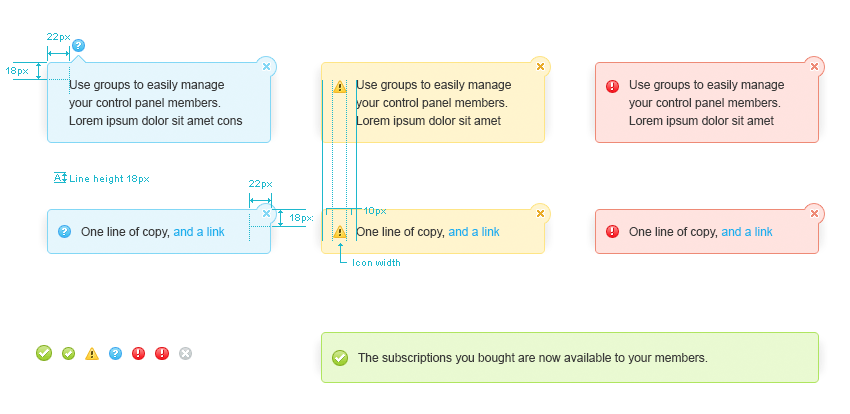 22px
18px
Use groups to easily manage
your control panel members.
Lorem ipsum dolor sit amet cons
Use groups to easily manage
your control panel members.
Lorem ipsum dolor sit amet
Use groups to easily manage
your control panel members.
Lorem ipsum dolor sit amet
A Line height 18px
22px
18px
10px
One line of copy, and a link
One line of copy, and a link
One line of copy, and a link
Icon width
The subscriptions you bought are now available to your members.